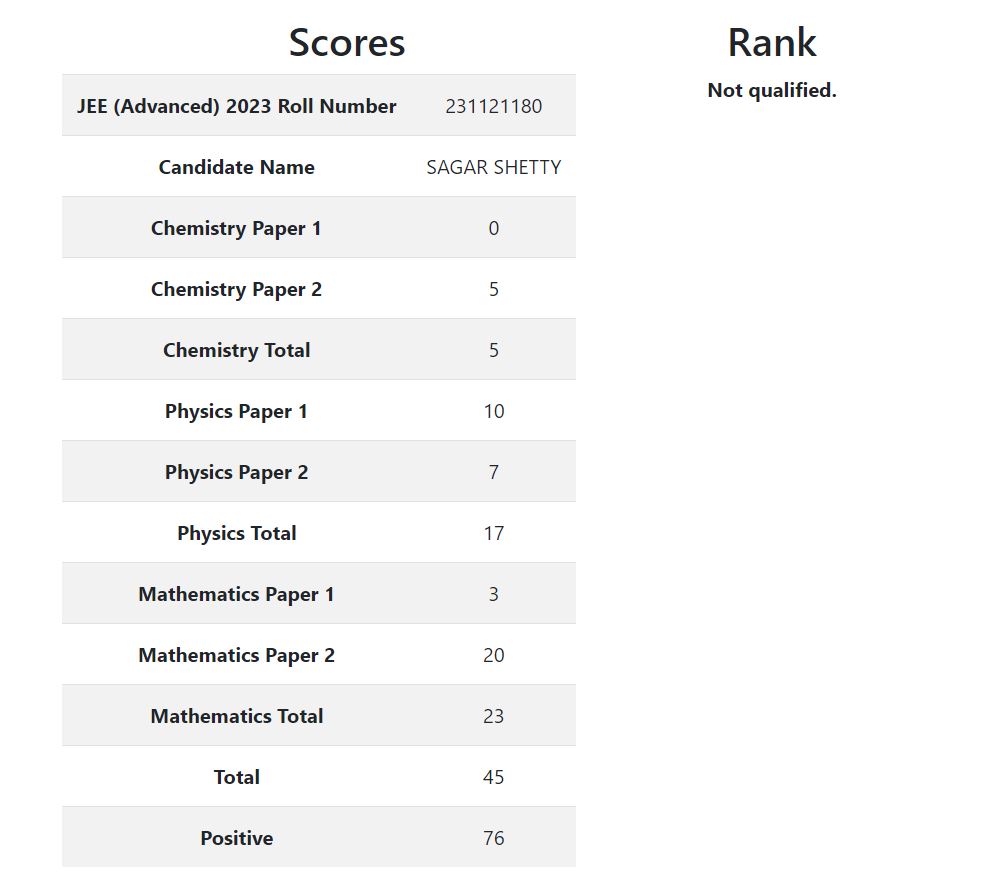 Scores
JEE (Advanced) 2023 Roll Number 231121180
Candidate Name SAGAR SHETTY
Chemistry Paper 1 0
Chemistry Paper 2 5
Chemistry Total 5
Physics Paper 1 10
Physics Paper 2 7
Physics Total 17
Mathematics Paper 1 3
Mathematics Paper 2 20
Mathematics Total 23
Total 45
Positive 76
Rank
Not qualified.